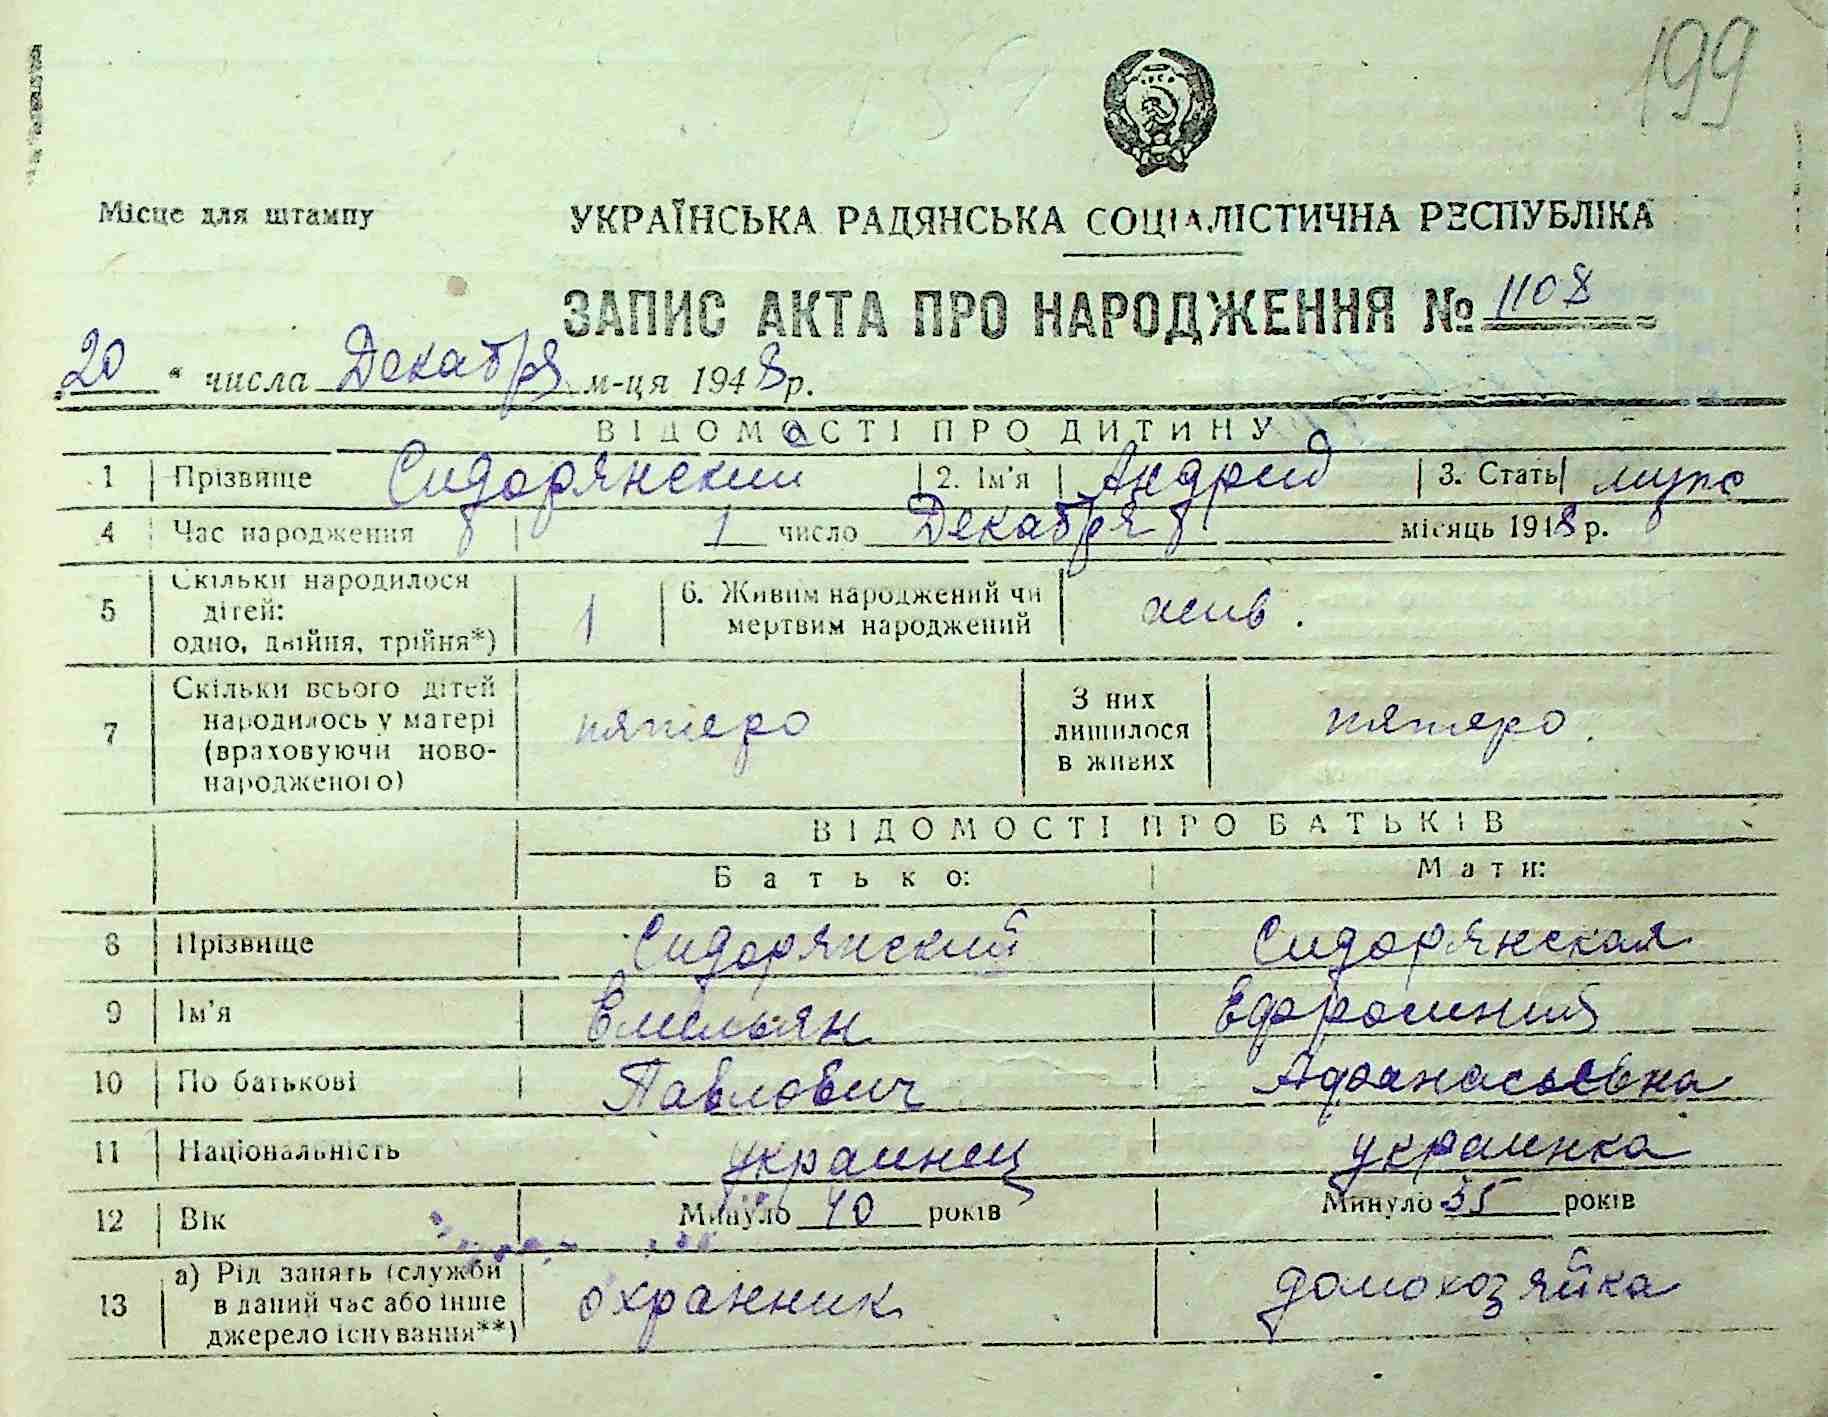 199
Місце для штампу
УКРАЇНСЬКА РАДЯНСЬКА СОЦІАЛІСТИЧНА РЕСПУБЛІКА
ЗАПИС АКТА ПРО НАРОДЖЕННЯ № 1108
20 " числа Декабря м-ця 1948 р.
ВІДОМОСТІ ПРО ДИТИНУ
1 Прізвище Сидорянский 2. Ім'я Андрей 3. Стать муж
4 Час народження 1 число Декабря місяць 1948 р.
5 Скільки народилося дітей: одно, двійня, трійня*) 1 6. Живим народжений чи мертвим народжений жив.
7 Скільки всього дітей народилось у матері (враховуючи ново-народженого) пятеро З них лишилося в живих пятеро.
ВІДОМОСТІ ПРО БАТЬКІВ
Батько: Мати:
8 Прізвище Сидорянский Сидорянская
9 Ім'я Емельян Ефросиния
10 По батькові Павлович Афанасьевна
11 Національність украинец украинка
12 Вік Минуло 40 років Минуло 35 років
13 а) Рід занять (служби в даний час або інше джерело існування**) охранник домохозяйка